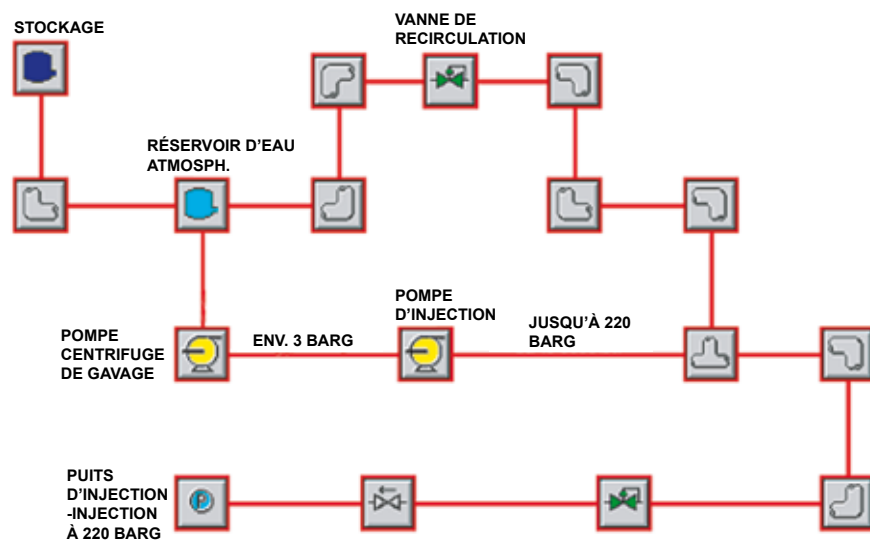 STOCKAGE
VANNE DE
RECIRCULATION
RÉSERVOIR D'EAU
ATMOSPH.
POMPE
CENTRIFUGE
DE GAVAGE
ENV. 3 BARG
POMPE
D'INJECTION
JUSQU'À 220
BARG
PUITS
D'INJECTION
-INJECTION
À 220 BARG
P